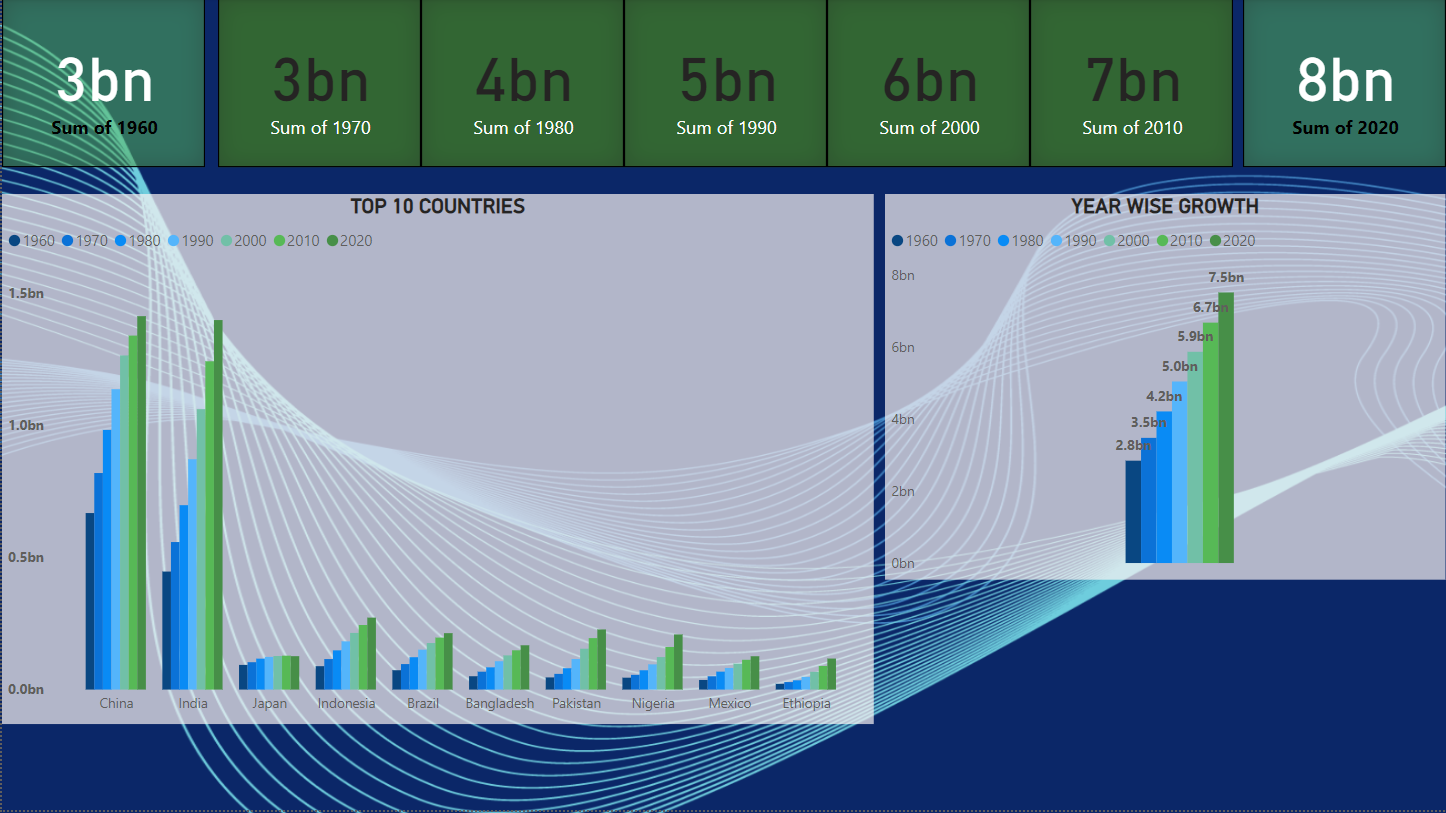 3bn
Sum of 1960
3bn
Sum of 1970
4bn
Sum of 1980
5bn
Sum of 1990
6bn
Sum of 2000
7bn
Sum of 2010
8bn
Sum of 2020
TOP 10 COUNTRIES
1960 1970 1980 1990 2000 2010 2020
1.5bn
1.0bn
0.5bn
0.0bn
China India Japan Indonesia Brazil Bangladesh Pakistan Nigeria Mexico Ethiopia
YEAR WISE GROWTH
1960 1970 1980 1990 2000 2010 2020
8bn
6bn
4bn
2bn
0bn
7.5bn
6.7bn
5.9bn
5.0bn
4.2bn
3.5bn
2.8bn